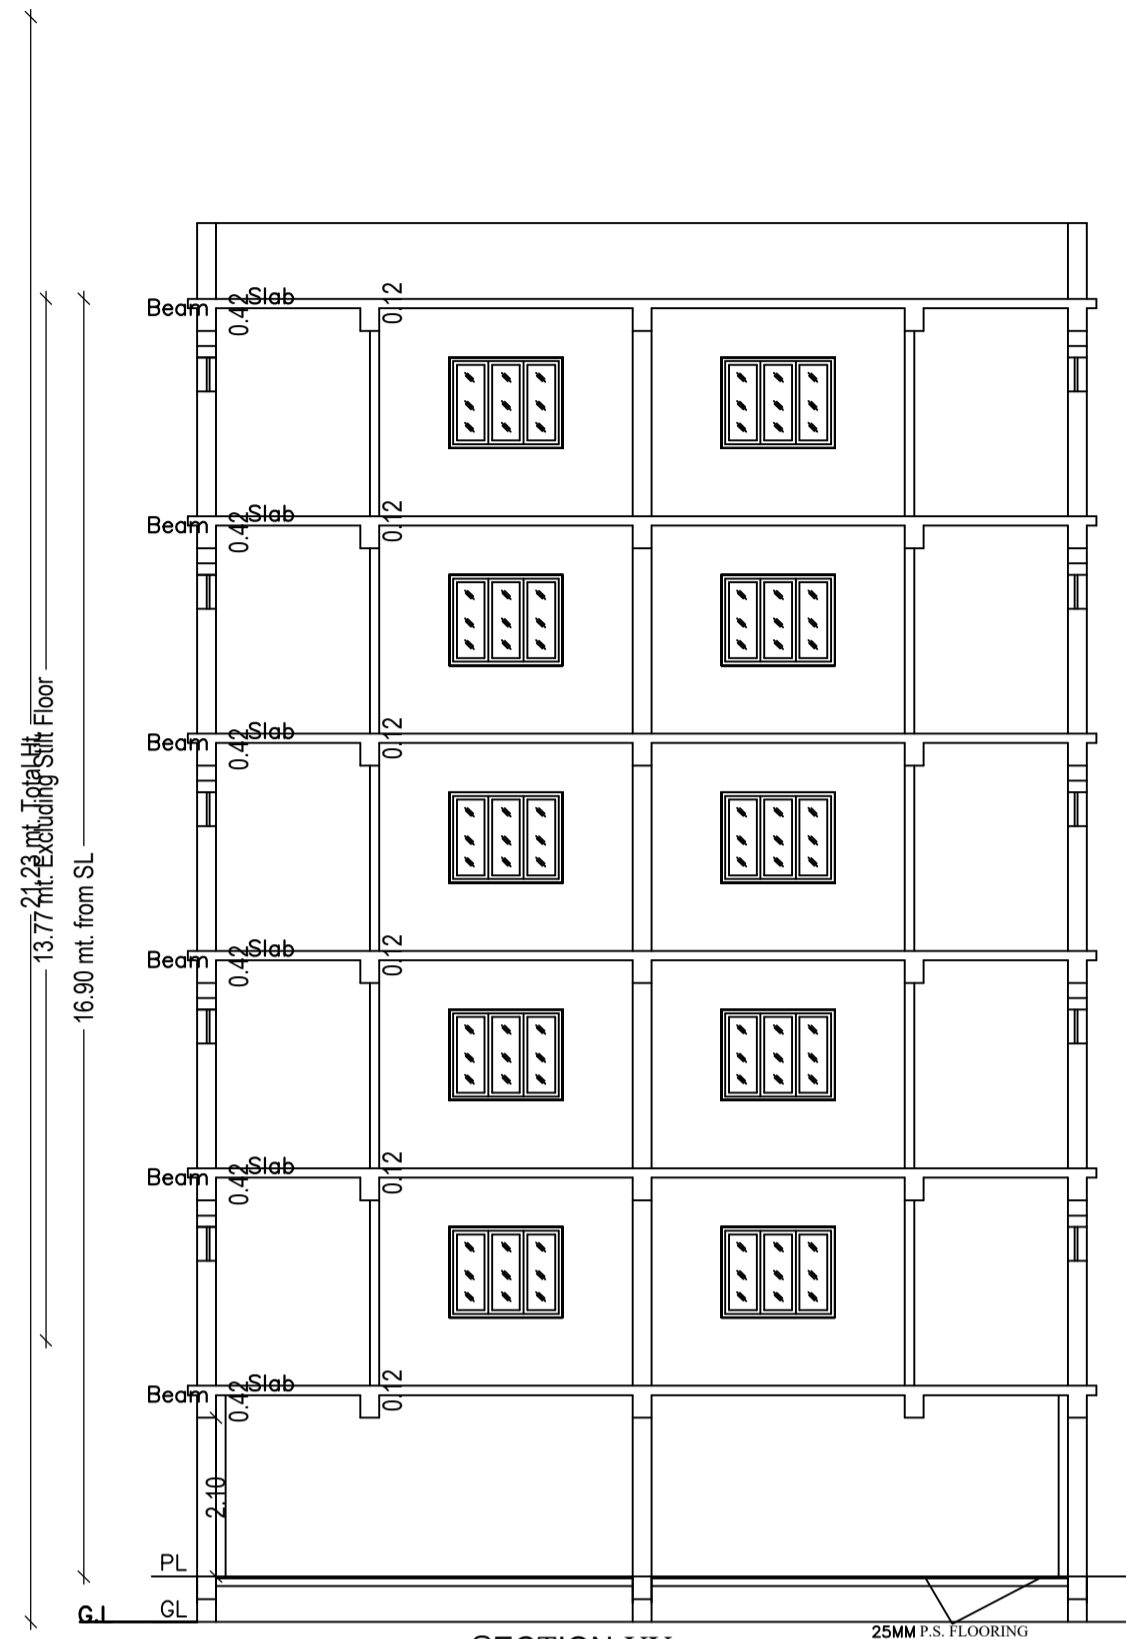 21.23 mt. Total Ht.
13.77 mt. Excluding Stilt Floor
16.90 mt. from SL
Beam 0.42 Slab 0.12
Beam 0.42 Slab 0.12
Beam 0.42 Slab 0.12
Beam 0.42 Slab 0.12
Beam 0.42 Slab 0.12
Beam 0.42 Slab 0.12
2.10
PL
G.L GL
25MM P.S. FLOORING